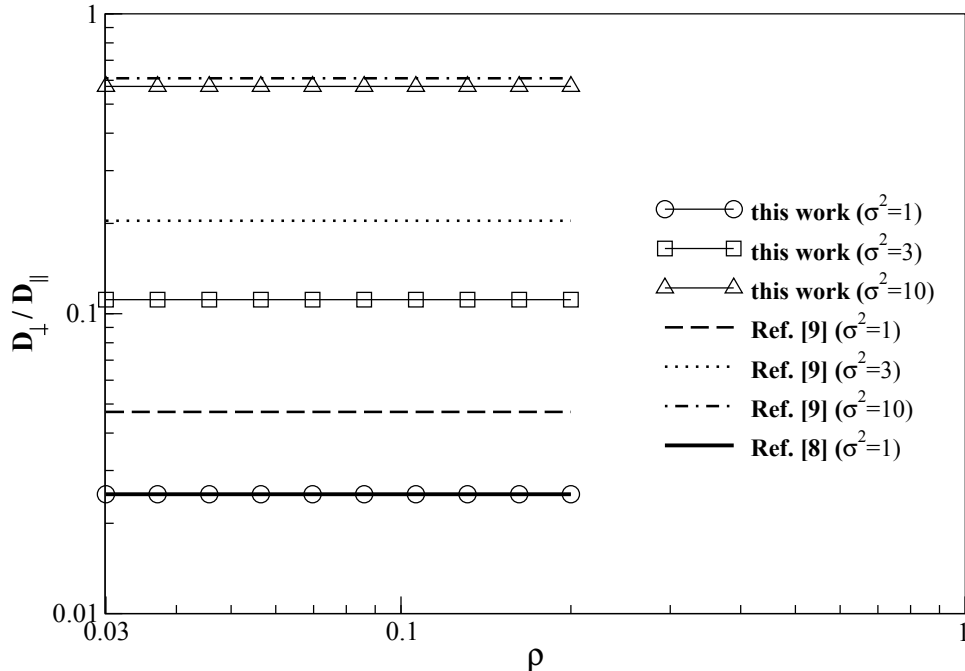 1
0.1
0.01
D⊥ / D∥
0.03
0.1
1
ρ
this work (σ²=1)
this work (σ²=3)
this work (σ²=10)
Ref. [9] (σ²=1)
Ref. [9] (σ²=3)
Ref. [9] (σ²=10)
Ref. [8] (σ²=1)